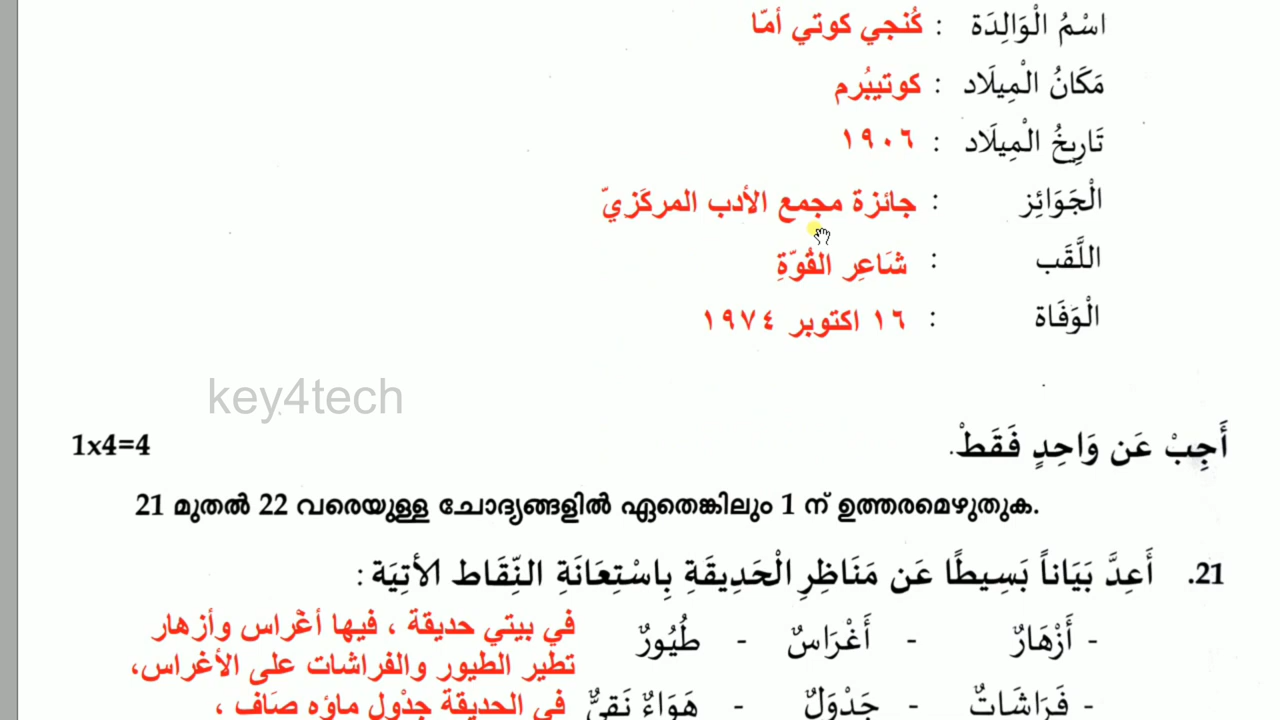 اسْمُ الْوَالِدَة : كُنجي كوتي أمّا
مَكَانُ الْمِيلَاد : كوتيبُرم
تَارِيخُ الْمِيلَاد : ١٩٠٦
الْجَوَائِز : جائزة مجمع الأدب المركَزيّ
اللَّقَب : شَاعِر القُوّةِ
الْوَفَاة : ١٦ اكتوبر ١٩٧٤
key4tech
أَجِبْ عَن وَاحِدٍ فَقَطْ. 1x4=4
21 മുതൽ 22 വരെയുള്ള ചോദ്യങ്ങളിൽ ഏതെങ്കിലും 1 ന് ഉത്തരമെഴുതുക.
21. أَعِدَّ بَيَاناً بَسِيطًا عَن مَنَاظِرِ الْحَدِيقَةِ بِاسْتِعَانَةِ النِّقَاط الأتِيَة :
- أَزْهَارٌ - أَغْرَاسٌ - طُيُورٌ
في بيتي حديقة ، فيها أغْراس وأزهار
تطير الطيور والفراشات على الأغراس،
- فَرَاشَاتٌ - جَدْوَلٌ - هَوَاءٌ نَقِيٌّ
في الحديقة جدْول ماؤه صَاف ،